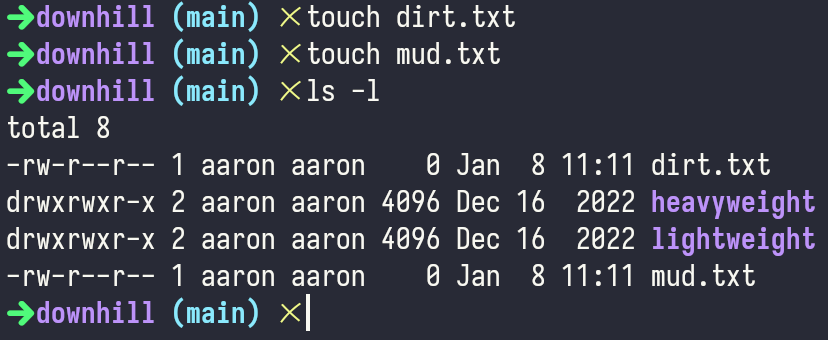 ➜downhill (main) ✕touch dirt.txt
➜downhill (main) ✕touch mud.txt
➜downhill (main) ✕ls -l
total 8
-rw-r--r-- 1 aaron aaron    0 Jan  8 11:11 dirt.txt
drwxrwxr-x 2 aaron aaron 4096 Dec 16  2022 heavyweight
drwxrwxr-x 2 aaron aaron 4096 Dec 16  2022 lightweight
-rw-r--r-- 1 aaron aaron    0 Jan  8 11:11 mud.txt
➜downhill (main) ✕